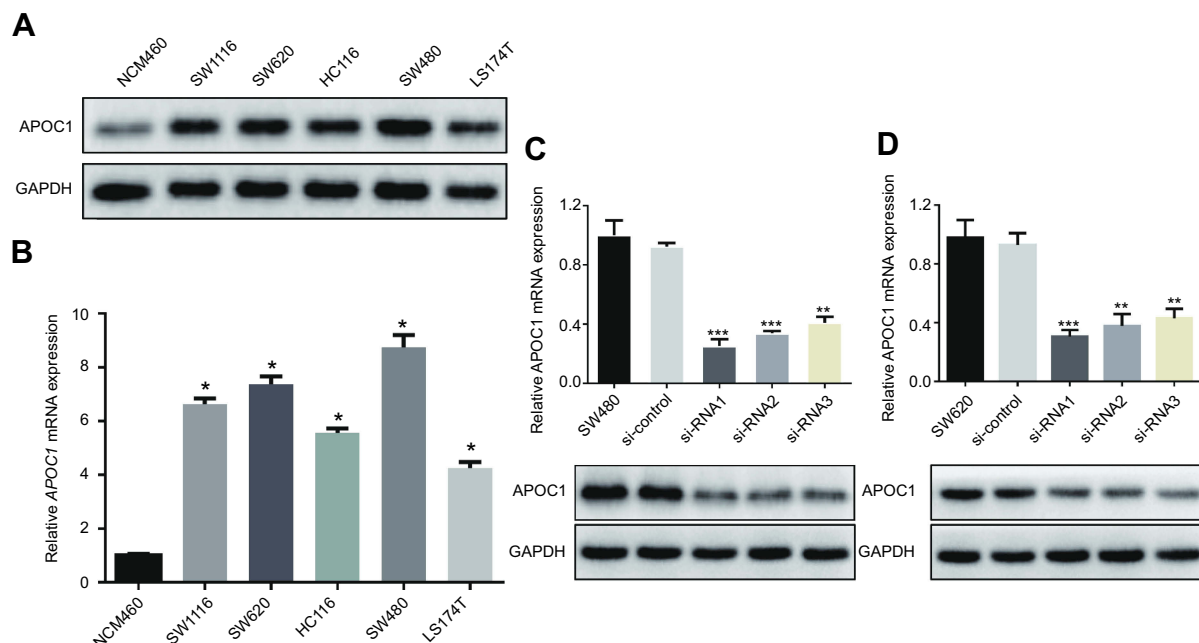 A
NCM460
SW1116
SW620
HC116
SW480
LS174T
APOC1
GAPDH
B
Relative APOC1 mRNA expression
10
8
6
4
2
0
*
*
*
*
*
NCM460
SW1116
SW620
HC116
SW480
LS174T
C
Relative APOC1 mRNA expression
1.2
0.8
0.4
0.0
***
***
**
SW480
si-control
si-RNA1
si-RNA2
si-RNA3
APOC1
GAPDH
D
Relative APOC1 mRNA expression
1.2
0.8
0.4
0.0
***
**
**
SW620
si-control
si-RNA1
si-RNA2
si-RNA3
APOC1
GAPDH